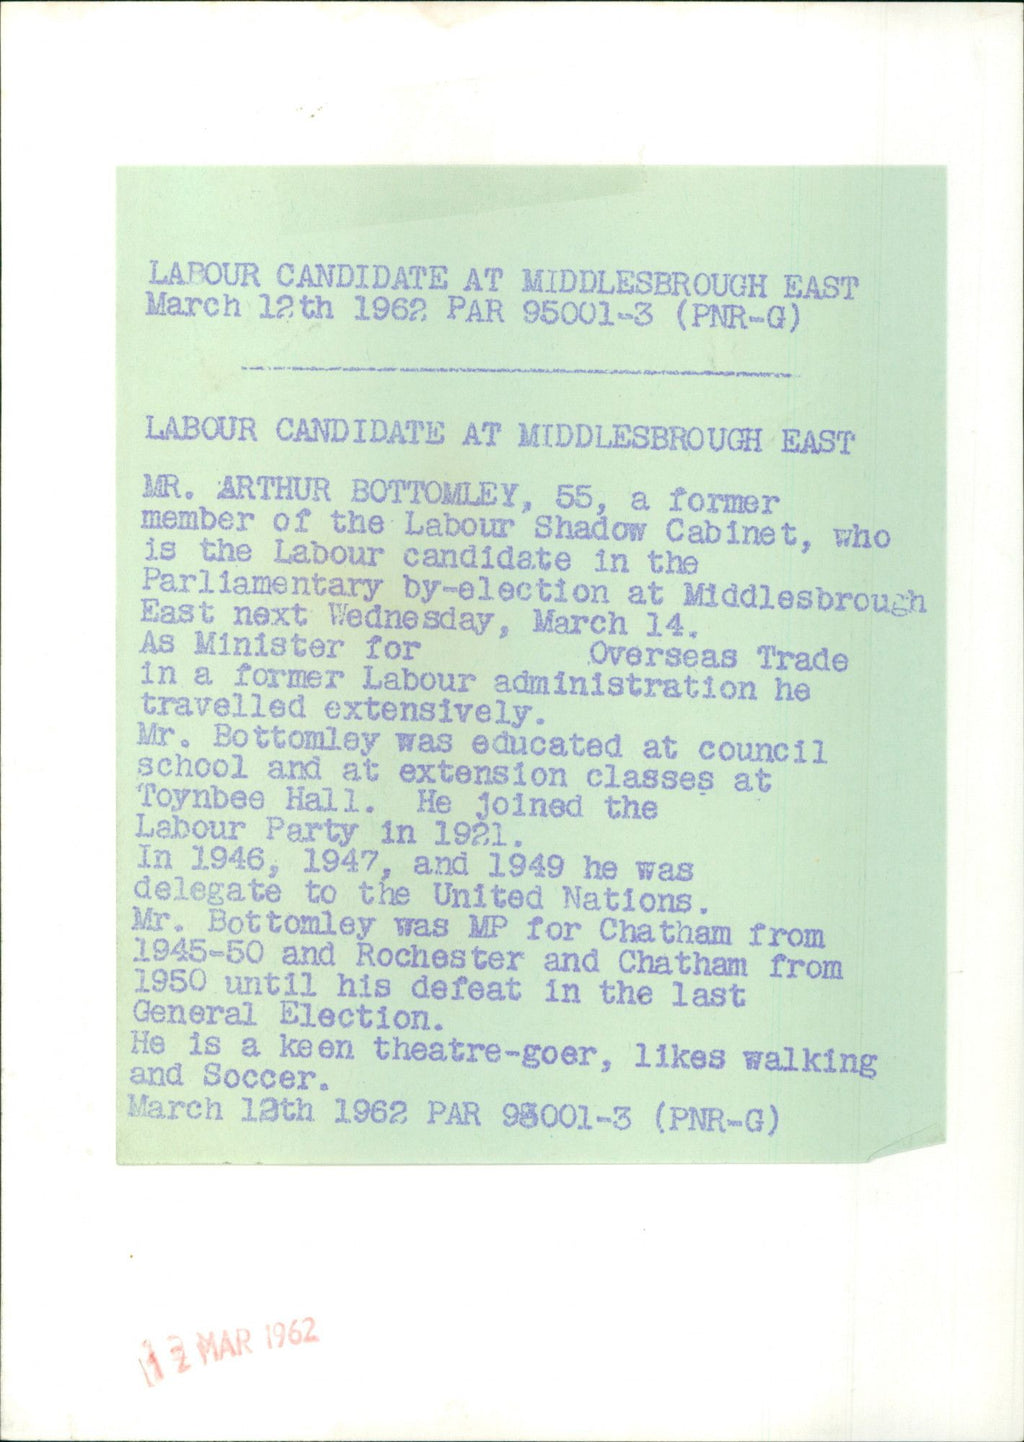 LABOUR CANDIDATE AT MIDDLESBROUGH EAST
March 12th 1962 PAR 95001-3 (PNR-G)
LABOUR CANDIDATE AT MIDDLESBROUGH EAST
MR. ARTHUR BOTTOMLEY, 55, a former
member of the Labour Shadow Cabinet, who
is the Labour candidate in the
Parliamentary by-election at Middlesbrough
East next Wednesday, March 14.
As Minister for Overseas Trade
in a former Labour administration he
travelled extensively.
Mr. Bottomley was educated at council
school and at extension classes at
Toynbee Hall. He joined the
Labour Party in 1921.
In 1946, 1947, and 1949 he was
delegate to the United Nations.
Mr. Bottomley was MP for Chatham from
1945-50 and Rochester and Chatham from
1950 until his defeat in the last
General Election.
He is a keen theatre-goer, likes walking
and Soccer.
March 12th 1962 PAR 95001-3 (PNR-G)
12 MAR 1962